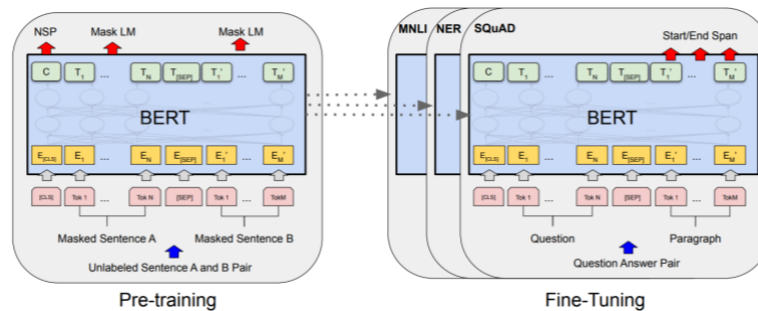 NSP Mask LM Mask LM
C T1 ... TN T[SEP] T1' ... TM'
BERT
E[CLS] E1 ... EN E[SEP] E1' ... EM'
[CLS] Tok 1 ... Tok N [SEP] Tok 1 ... TokM
Masked Sentence A Masked Sentence B
Unlabeled Sentence A and B Pair
Pre-training
MNLI NER SQuAD
Start/End Span
C T1 ... TN T[SEP] T1' ... TM'
BERT
E[CLS] E1 ... EN E[SEP] E1' ... EM'
[CLS] Tok 1 ... Tok N [SEP] Tok 1 ... TokM
Question Paragraph
Question Answer Pair
Fine-Tuning